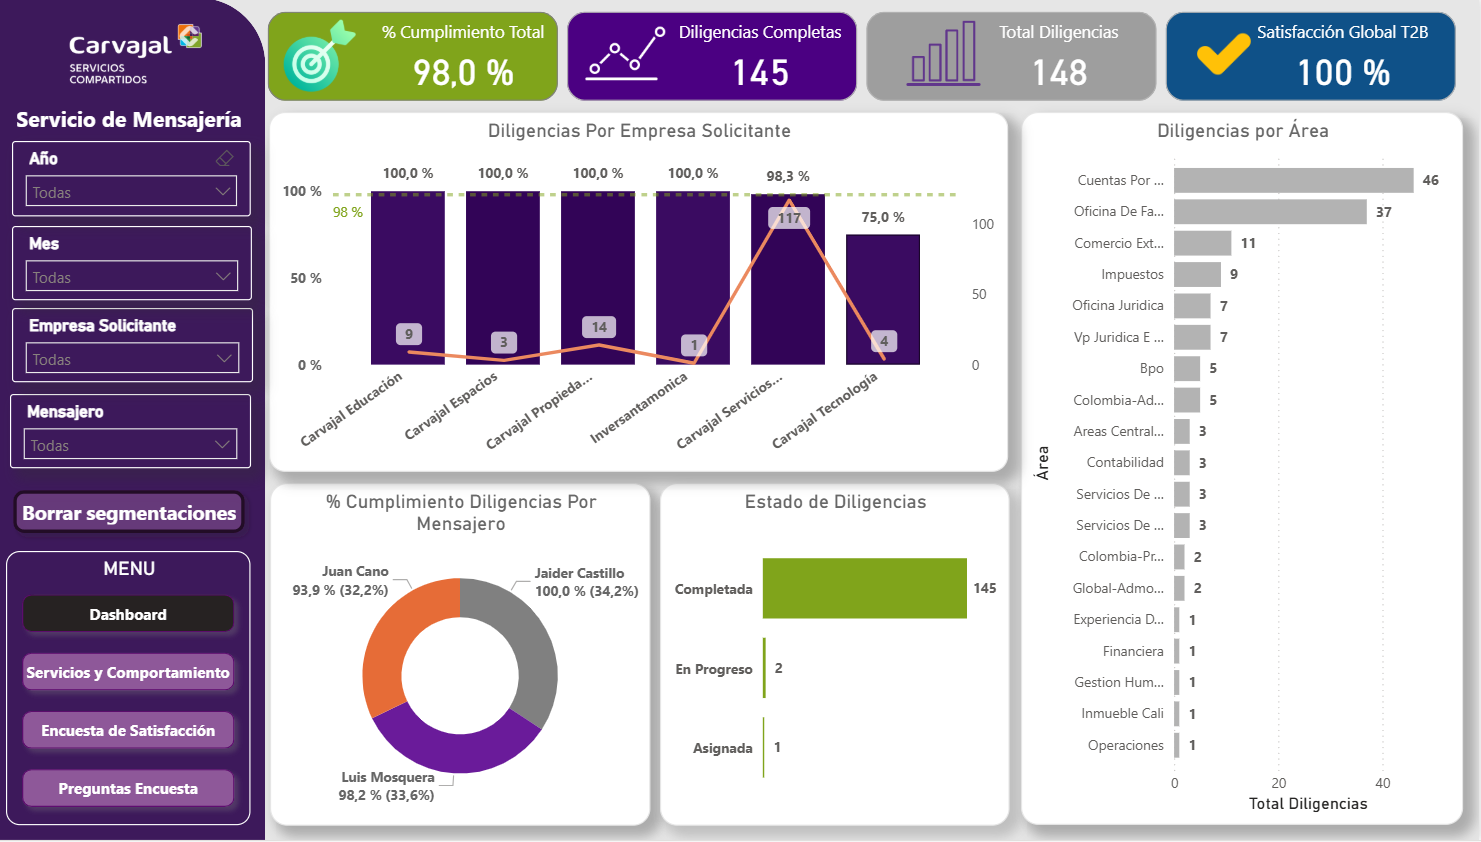 Carvajal
SERVICIOS
COMPARTIDOS
Servicio de Mensajería
Año
Todas
Mes
Todas
Empresa Solicitante
Todas
Mensajero
Todas
Borrar segmentaciones
MENU
Dashboard
Servicios y Comportamiento
Encuesta de Satisfacción
Preguntas Encuesta
% Cumplimiento Total
98,0 %
Diligencias Completas
145
Total Diligencias
148
Satisfacción Global T2B
100 %
Diligencias Por Empresa Solicitante
100,0 % 100,0 % 100,0 % 100,0 % 98,3 % 75,0 %
100 %
98 %
50 %
0 %
9 3 14 1 117 4
100
50
0
Carvajal Educación
Carvajal Espacios
Carvajal Propieda...
Inversantamonica
Carvajal Servicios...
Carvajal Tecnología
% Cumplimiento Diligencias Por
Mensajero
Juan Cano
93,9 % (32,2%)
Jaider Castillo
100,0 % (34,2%)
Luis Mosquera
98,2 % (33,6%)
Estado de Diligencias
Completada 145
En Progreso 2
Asignada 1
Diligencias por Área
Área
Cuentas Por ... 46
Oficina De Fa... 37
Comercio Ext... 11
Impuestos 9
Oficina Juridica 7
Vp Juridica E ... 7
Bpo 5
Colombia-Ad... 5
Areas Central... 3
Contabilidad 3
Servicios De ... 3
Servicios De ... 3
Colombia-Pr... 2
Global-Admo... 2
Experiencia D... 1
Financiera 1
Gestion Hum... 1
Inmueble Cali 1
Operaciones 1
0 20 40
Total Diligencias